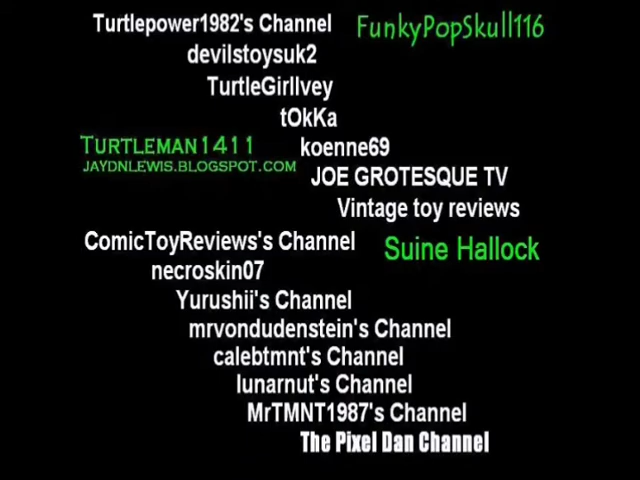 Turtlepower1982's Channel
FunkyPopSkull116
devilstoysuk2
TurtleGirlIvey
tOkKa
TURTLEMAN1411
koenne69
JAYDNLEWIS.BLOGSPOT.COM
JOE GROTESQUE TV
Vintage toy reviews
ComicToyReviews's Channel
Suine Hallock
necroskin07
Yurushii's Channel
mrvondudenstein's Channel
calebtmnt's Channel
lunarnut's Channel
MrTMNT1987's Channel
The Pixel Dan Channel